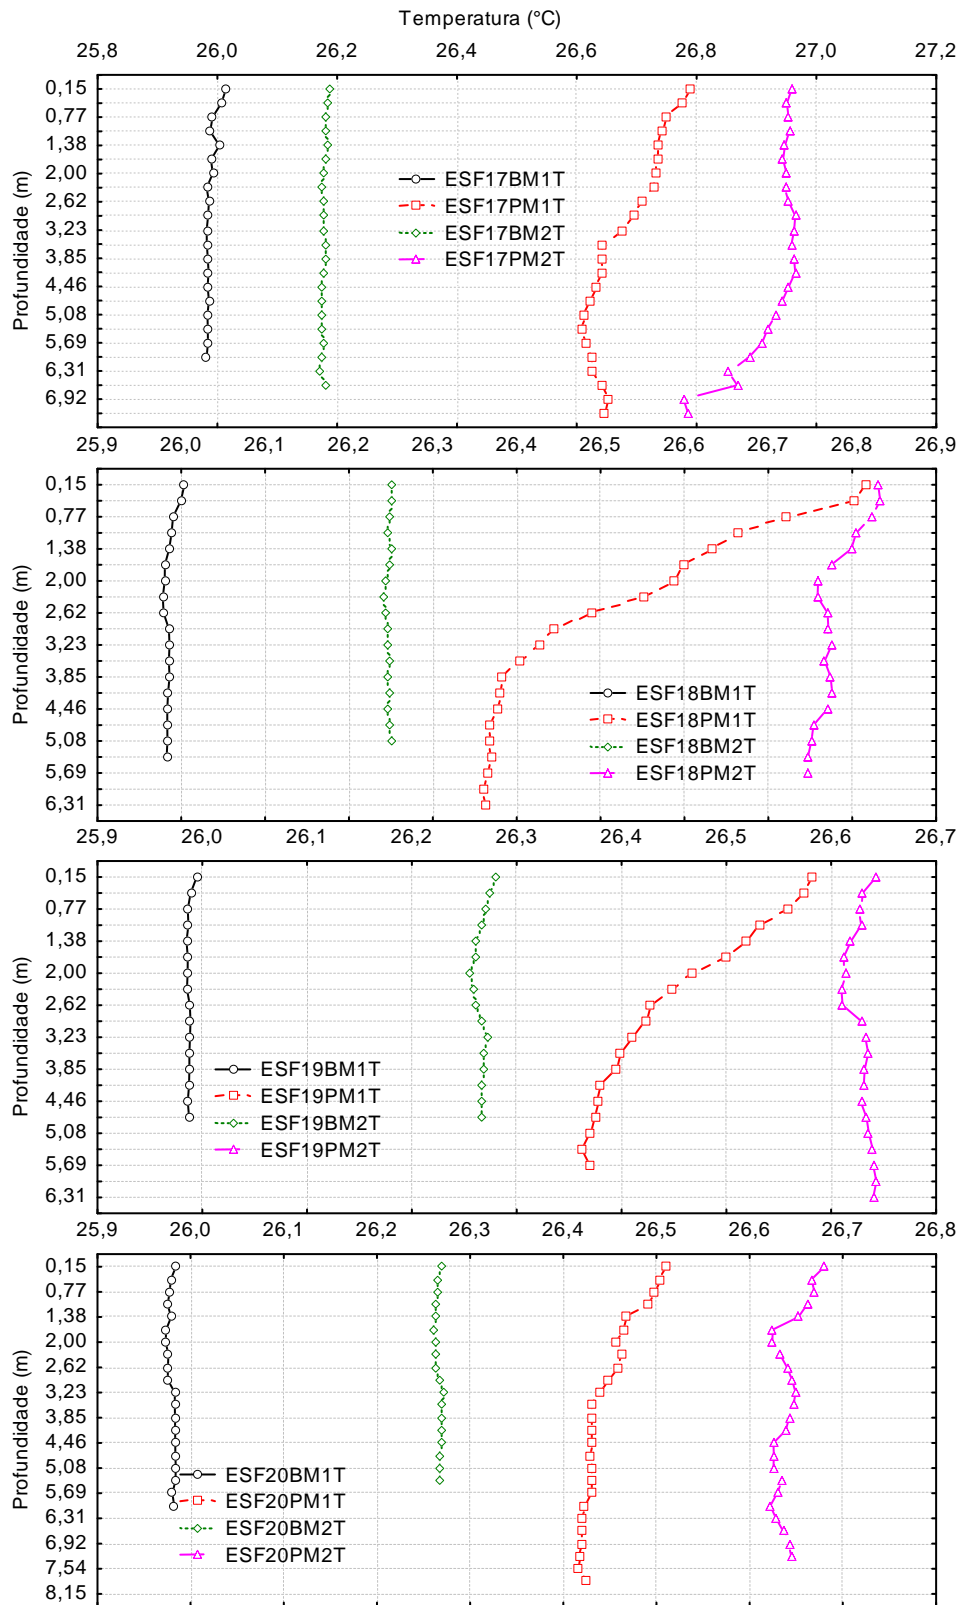 Temperatura (°C)
25,8 26,0 26,2 26,4 26,6 26,8 27,0 27,2
Profundidade (m)
0,15
0,77
1,38
2,00
2,62
3,23
3,85
4,46
5,08
5,69
6,31
6,92
ESF17BM1T
ESF17PM1T
ESF17BM2T
ESF17PM2T
25,9 26,0 26,1 26,2 26,3 26,4 26,5 26,6 26,7 26,8 26,9
Profundidade (m)
0,15
0,77
1,38
2,00
2,62
3,23
3,85
4,46
5,08
5,69
6,31
ESF18BM1T
ESF18PM1T
ESF18BM2T
ESF18PM2T
25,9 26,0 26,1 26,2 26,3 26,4 26,5 26,6 26,7
Profundidade (m)
0,15
0,77
1,38
2,00
2,62
3,23
3,85
4,46
5,08
5,69
6,31
ESF19BM1T
ESF19PM1T
ESF19BM2T
ESF19PM2T
25,9 26,0 26,1 26,2 26,3 26,4 26,5 26,6 26,7 26,8
Profundidade (m)
0,15
0,77
1,38
2,00
2,62
3,23
3,85
4,46
5,08
5,69
6,31
6,92
7,54
8,15
ESF20BM1T
ESF20PM1T
ESF20BM2T
ESF20PM2T